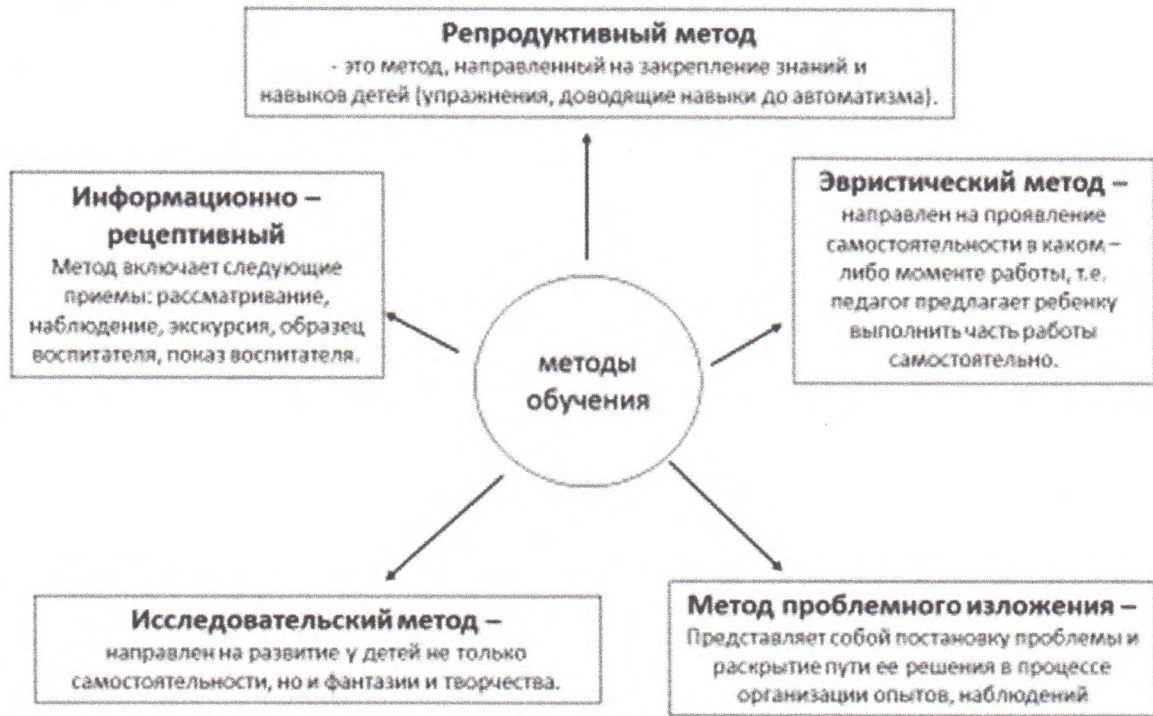 Репродуктивный метод
- это метод, направленный на закрепление знаний и
навыков детей (упражнения, доводящие навыки до автоматизма).
Информационно –
рецептивный
Метод включает следующие
приемы: рассматривание,
наблюдение, экскурсия, образец
воспитателя, показ воспитателя.
Эвристический метод –
направлен на проявление
самостоятельности в каком –
либо моменте работы, т.е.
педагог предлагает ребенку
выполнить часть работы
самостоятельно.
методы
обучения
Исследовательский метод –
направлен на развитие у детей не только
самостоятельности, но и фантазии и творчества.
Метод проблемного изложения –
Представляет собой постановку проблемы и
раскрытие пути ее решения в процессе
организации опытов, наблюдений